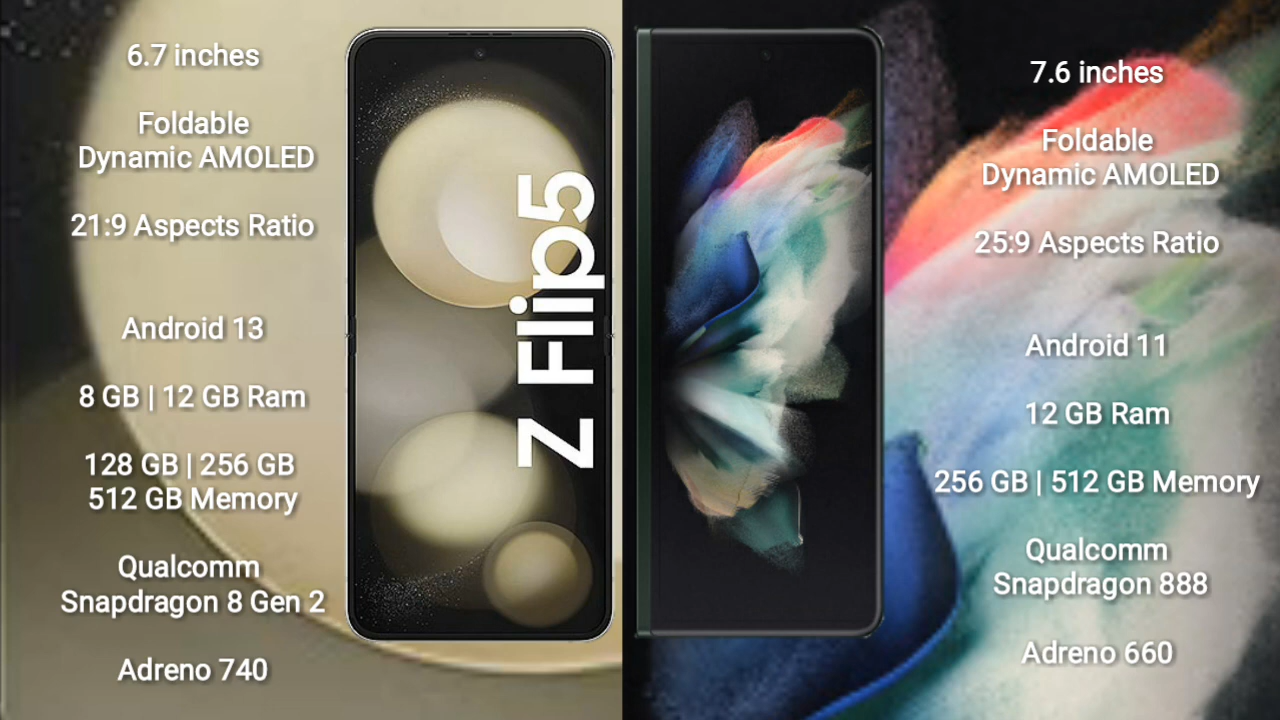 6.7 inches
Foldable
Dynamic AMOLED
21:9 Aspects Ratio
Android 13
8 GB | 12 GB Ram
128 GB | 256 GB
512 GB Memory
Qualcomm
Snapdragon 8 Gen 2
Adreno 740
Z Flip5
7.6 inches
Foldable
Dynamic AMOLED
25:9 Aspects Ratio
Android 11
12 GB Ram
256 GB | 512 GB Memory
Qualcomm
Snapdragon 888
Adreno 660